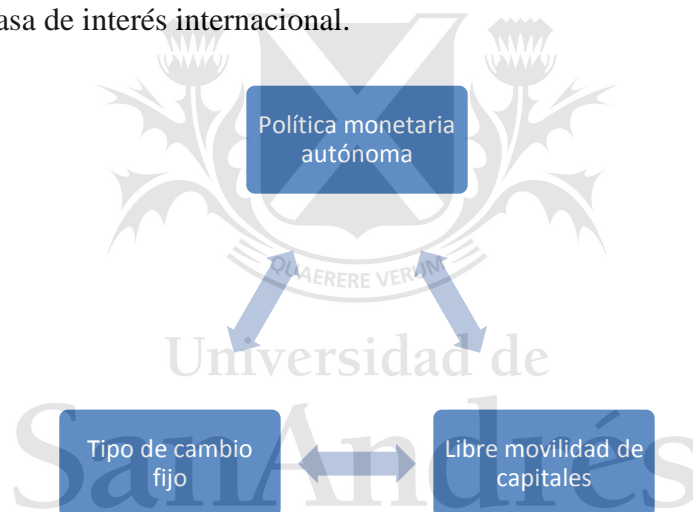 asa de interés internacional.
Política monetaria
autónoma
QUAERERE VERUM
Universidad de
SanAndrés
Tipo de cambio
fijo
Libre movilidad de
capitales